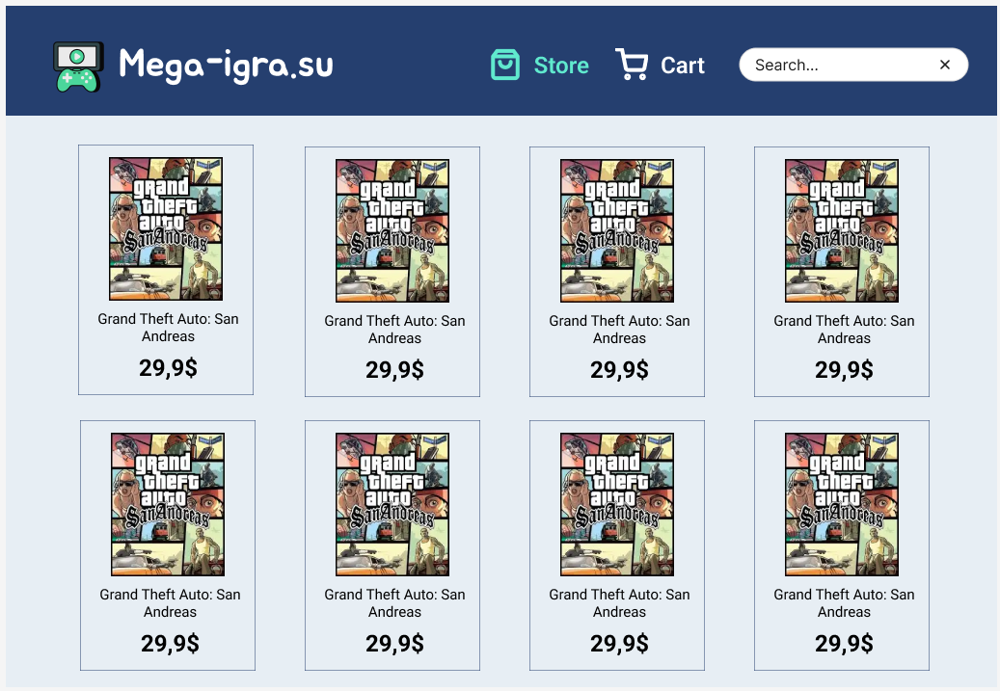 Mega-igra.su
Store
Cart
Search...
×
grand
theft
auto
San Andreas
grand
theft
auto
San Andreas
grand
theft
auto
San Andreas
grand
theft
auto
San Andreas
Grand Theft Auto: San
Andreas
29,9$
Grand Theft Auto: San
Andreas
29,9$
Grand Theft Auto: San
Andreas
29,9$
Grand Theft Auto: San
Andreas
29,9$
grand
theft
auto
San Andreas
grand
theft
auto
San Andreas
grand
theft
auto
San Andreas
grand
theft
auto
San Andreas
Grand Theft Auto: San
Andreas
29,9$
Grand Theft Auto: San
Andreas
29,9$
Grand Theft Auto: San
Andreas
29,9$
Grand Theft Auto: San
Andreas
29,9$